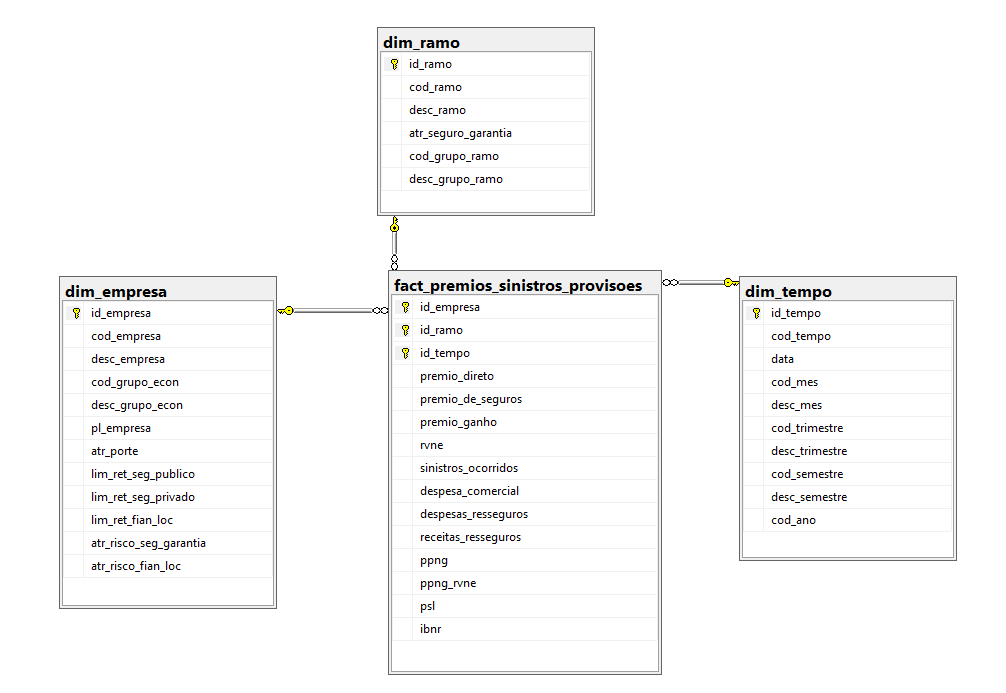 dim_ramo
id_ramo
cod_ramo
desc_ramo
atr_seguro_garantia
cod_grupo_ramo
desc_grupo_ramo
dim_empresa
id_empresa
cod_empresa
desc_empresa
cod_grupo_econ
desc_grupo_econ
pl_empresa
atr_porte
lim_ret_seg_publico
lim_ret_seg_privado
lim_ret_fian_loc
atr_risco_seg_garantia
atr_risco_fian_loc
fact_premios_sinistros_provisoes
id_empresa
id_ramo
id_tempo
premio_direto
premio_de_seguros
premio_ganho
rvne
sinistros_ocorridos
despesa_comercial
despesas_resseguros
receitas_resseguros
ppng
ppng_rvne
psl
ibnr
dim_tempo
id_tempo
cod_tempo
data
cod_mes
desc_mes
cod_trimestre
desc_trimestre
cod_semestre
desc_semestre
cod_ano